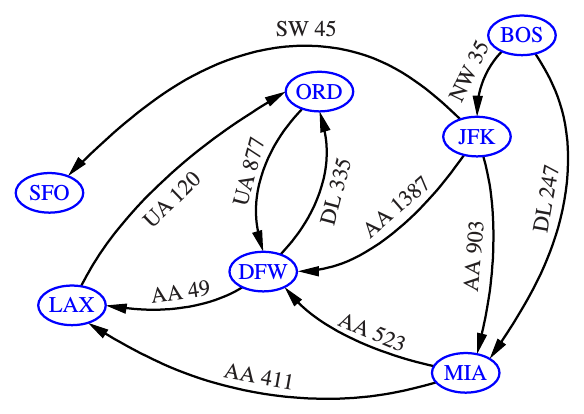 SW 45
BOS
NW 35
ORD
JFK
SFO
UA 120
UA 877
DL 335
AA 1387
DL 247
AA 903
DFW
AA 49
LAX
AA 523
AA 411
MIA